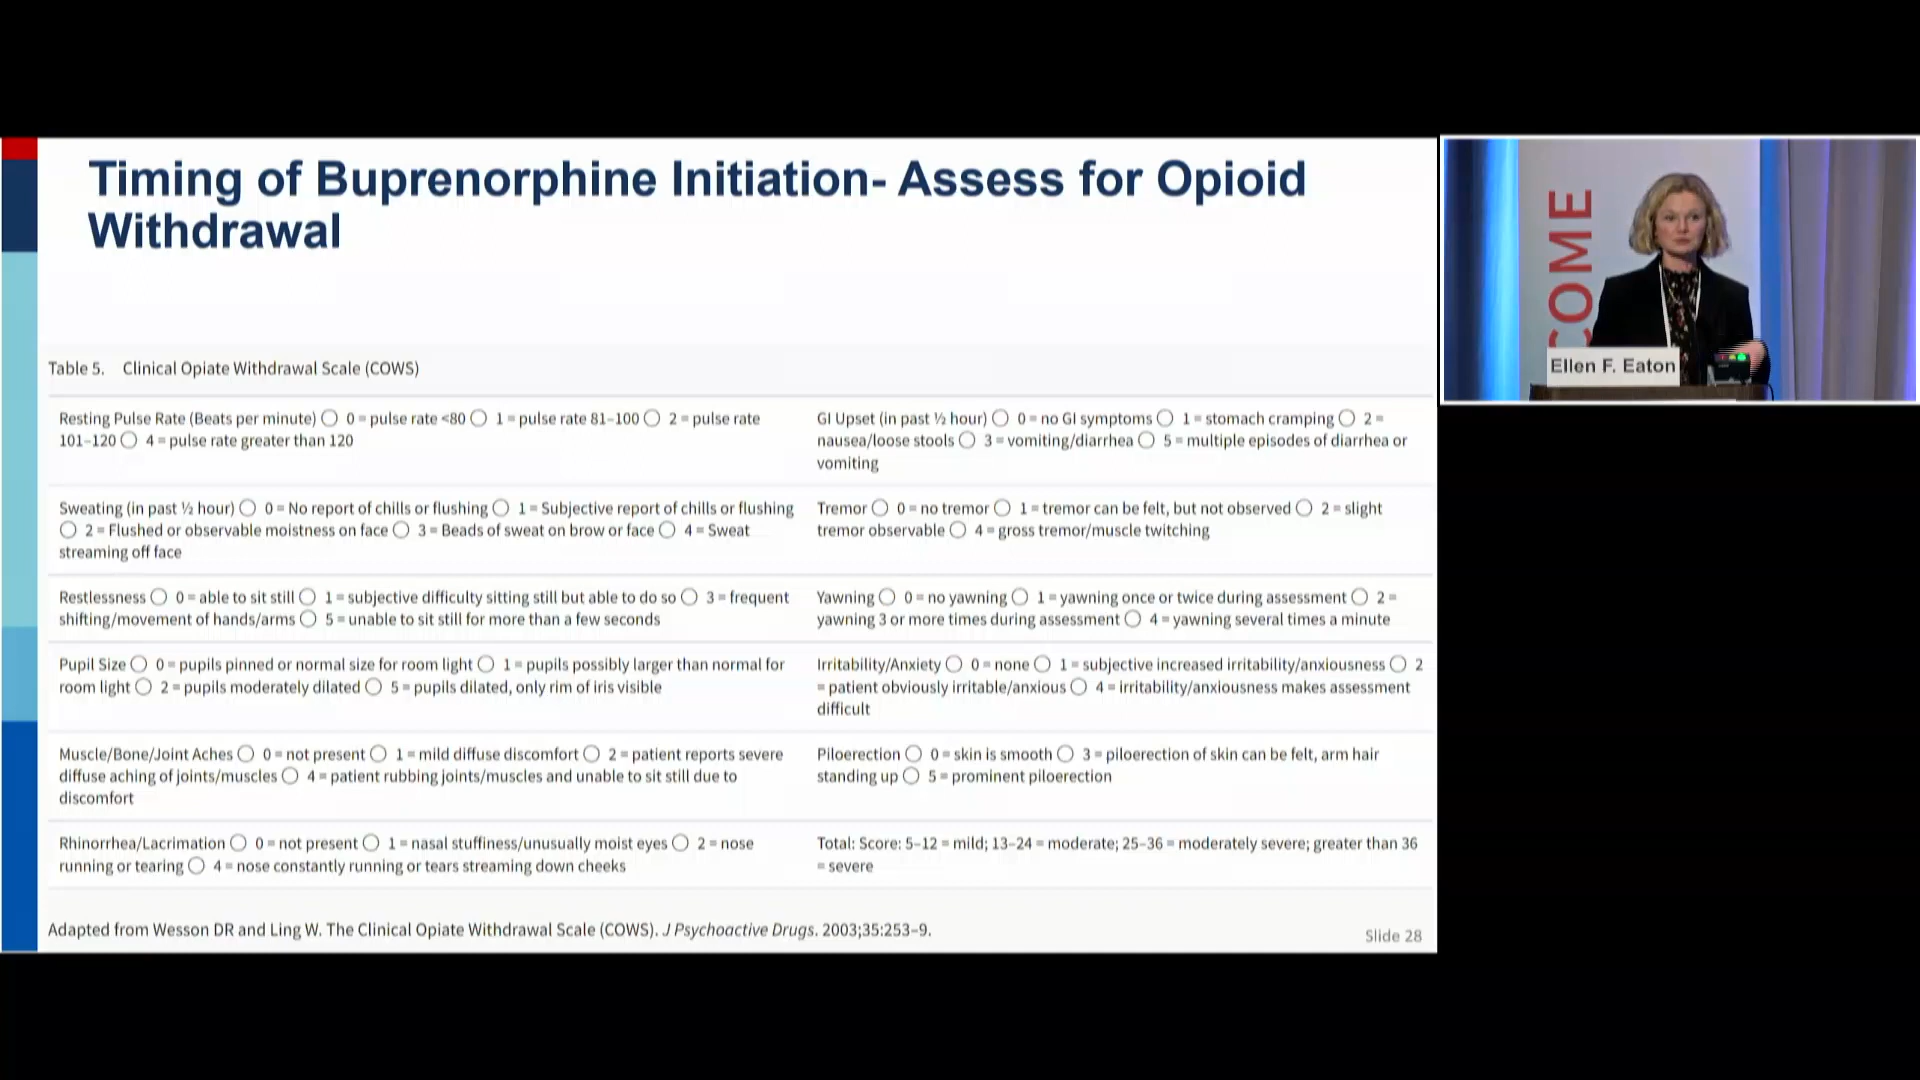 Timing of Buprenorphine Initiation- Assess for Opioid
Withdrawal
Table 5. Clinical Opiate Withdrawal Scale (COWS)
Resting Pulse Rate (Beats per minute) ○ 0 = pulse rate <80 ○ 1 = pulse rate 81–100 ○ 2 = pulse rate
101–120 ○ 4 = pulse rate greater than 120
GI Upset (in past ½ hour) ○ 0 = no GI symptoms ○ 1 = stomach cramping ○ 2 =
nausea/loose stools ○ 3 = vomiting/diarrhea ○ 5 = multiple episodes of diarrhea or
vomiting
Sweating (in past ½ hour) ○ 0 = No report of chills or flushing ○ 1 = Subjective report of chills or flushing
○ 2 = Flushed or observable moistness on face ○ 3 = Beads of sweat on brow or face ○ 4 = Sweat
streaming off face
Tremor ○ 0 = no tremor ○ 1 = tremor can be felt, but not observed ○ 2 = slight
tremor observable ○ 4 = gross tremor/muscle twitching
Restlessness ○ 0 = able to sit still ○ 1 = subjective difficulty sitting still but able to do so ○ 3 = frequent
shifting/movement of hands/arms ○ 5 = unable to sit still for more than a few seconds
Yawning ○ 0 = no yawning ○ 1 = yawning once or twice during assessment ○ 2 =
yawning 3 or more times during assessment ○ 4 = yawning several times a minute
Pupil Size ○ 0 = pupils pinned or normal size for room light ○ 1 = pupils possibly larger than normal for
room light ○ 2 = pupils moderately dilated ○ 5 = pupils dilated, only rim of iris visible
Irritability/Anxiety ○ 0 = none ○ 1 = subjective increased irritability/anxiousness ○ 2
= patient obviously irritable/anxious ○ 4 = irritability/anxiousness makes assessment
difficult
Muscle/Bone/Joint Aches ○ 0 = not present ○ 1 = mild diffuse discomfort ○ 2 = patient reports severe
diffuse aching of joints/muscles ○ 4 = patient rubbing joints/muscles and unable to sit still due to
discomfort
Piloerection ○ 0 = skin is smooth ○ 3 = piloerection of skin can be felt, arm hair
standing up ○ 5 = prominent piloerection
Rhinorrhea/Lacrimation ○ 0 = not present ○ 1 = nasal stuffiness/unusually moist eyes ○ 2 = nose
running or tearing ○ 4 = nose constantly running or tears streaming down cheeks
Total: Score: 5–12 = mild; 13–24 = moderate; 25–36 = moderately severe; greater than 36
= severe
Adapted from Wesson DR and Ling W. The Clinical Opiate Withdrawal Scale (COWS). J Psychoactive Drugs. 2003;35:253–9.
Slide 28
COME
Ellen F. Eaton